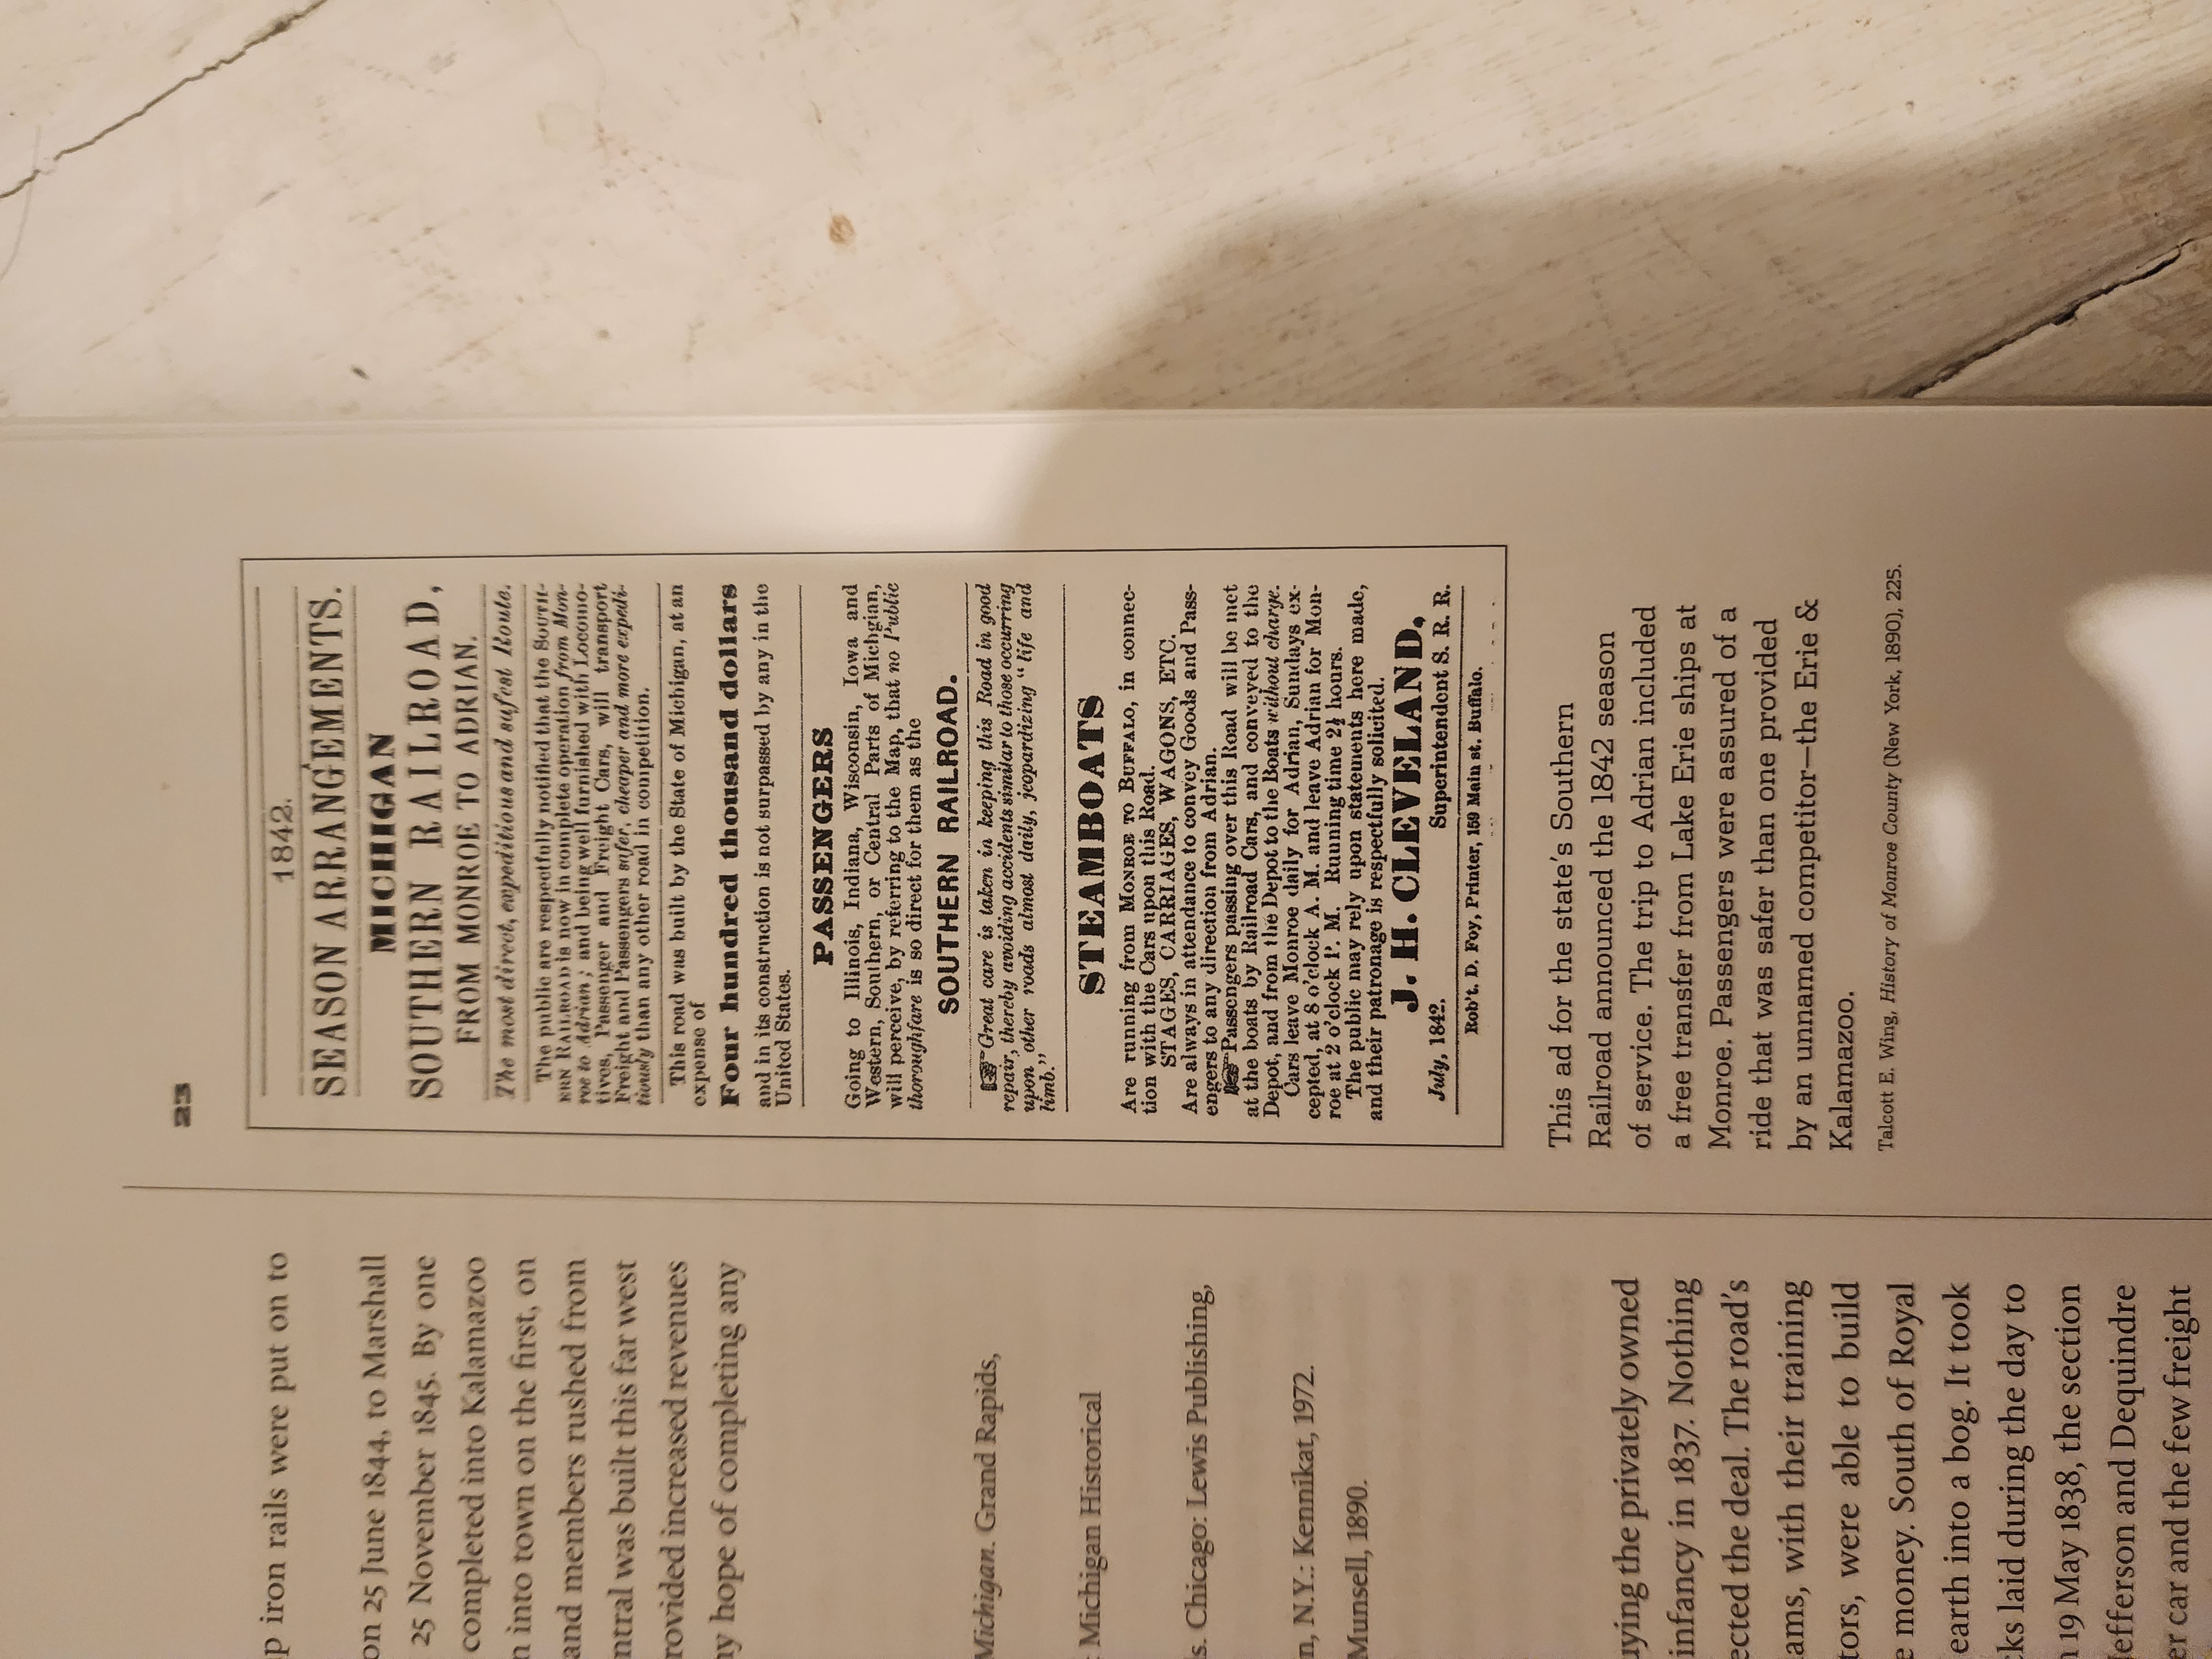 23
p iron rails were put on to
on 25 June 1844, to Marshall
25 November 1845. By one
completed into Kalamazoo
n into town on the first, on
and members rushed from
ntral was built this far west
rovided increased revenues
ny hope of completing any
Michigan. Grand Rapids,
Michigan Historical
s. Chicago: Lewis Publishing,
n, N.Y.: Kennikat, 1972.
Munsell, 1890.
uying the privately owned
infancy in 1837. Nothing
ected the deal. The road's
ams, with their training
tors, were able to build
e money. South of Royal
earth into a bog. It took
cks laid during the day to
n 19 May 1838, the section
Jefferson and Dequindre
er car and the few freight
1842.
SEASON ARRANGEMENTS.
MICHIGAN
SOUTHERN RAILROAD,
FROM MONROE TO ADRIAN.
The most direct, expeditious and safest Route.
The public are respectfully notified that the SOUTH-
ERN RAILROAD is now in complete operation from Mon-
roe to Adrian; and being well furnished with Locomo-
tives, Passenger and Freight Cars, will transport
Freight and Passengers safer, cheaper and more expedi-
tiously than any other road in competition.
This road was built by the State of Michigan, at an
expense of
Four hundred thousand dollars
and in its construction is not surpassed by any in the
United States.
PASSENGERS
Going to Illinois, Indiana, Wisconsin, Iowa and
Western, Southern, or Central Parts of Michgian,
will perceive, by referring to the Map, that no Public
thoroughfare is so direct for them as the
SOUTHERN RAILROAD.
☞Great care is taken in keeping this Road in good
repair, thereby avoiding accidents similar to those occurring
upon other roads almost daily, jeopardizing "life and
limb."
STEAMBOATS
Are running from MONROE TO BUFFALO, in connec-
tion with the Cars upon this Road.
STAGES, CARRIAGES, WAGONS, ETC.
Are always in attendance to convey Goods and Pass-
engers to any direction from Adrian.
☞Passengers passing over this Road will be met
at the boats by Railroad Cars, and conveyed to the
Depot, and from the Depot to the Boats without charge.
Cars leave Monroe daily for Adrian, Sundays ex-
cepted, at 8 o'clock A. M. and leave Adrian for Mon-
roe at 2 o'clock P. M. Running time 2½ hours.
The public may rely upon statements here made,
and their patronage is respectfully solicited.
J. H. CLEVELAND,
July, 1842. Superintendent S. R. R.
Rob't. D. Foy, Printer, 159 Main st. Buffalo.
This ad for the state's Southern
Railroad announced the 1842 season
of service. The trip to Adrian included
a free transfer from Lake Erie ships at
Monroe. Passengers were assured of a
ride that was safer than one provided
by an unnamed competitor—the Erie &
Kalamazoo.
Talcott E. Wing, History of Monroe County (New York, 1890), 225.